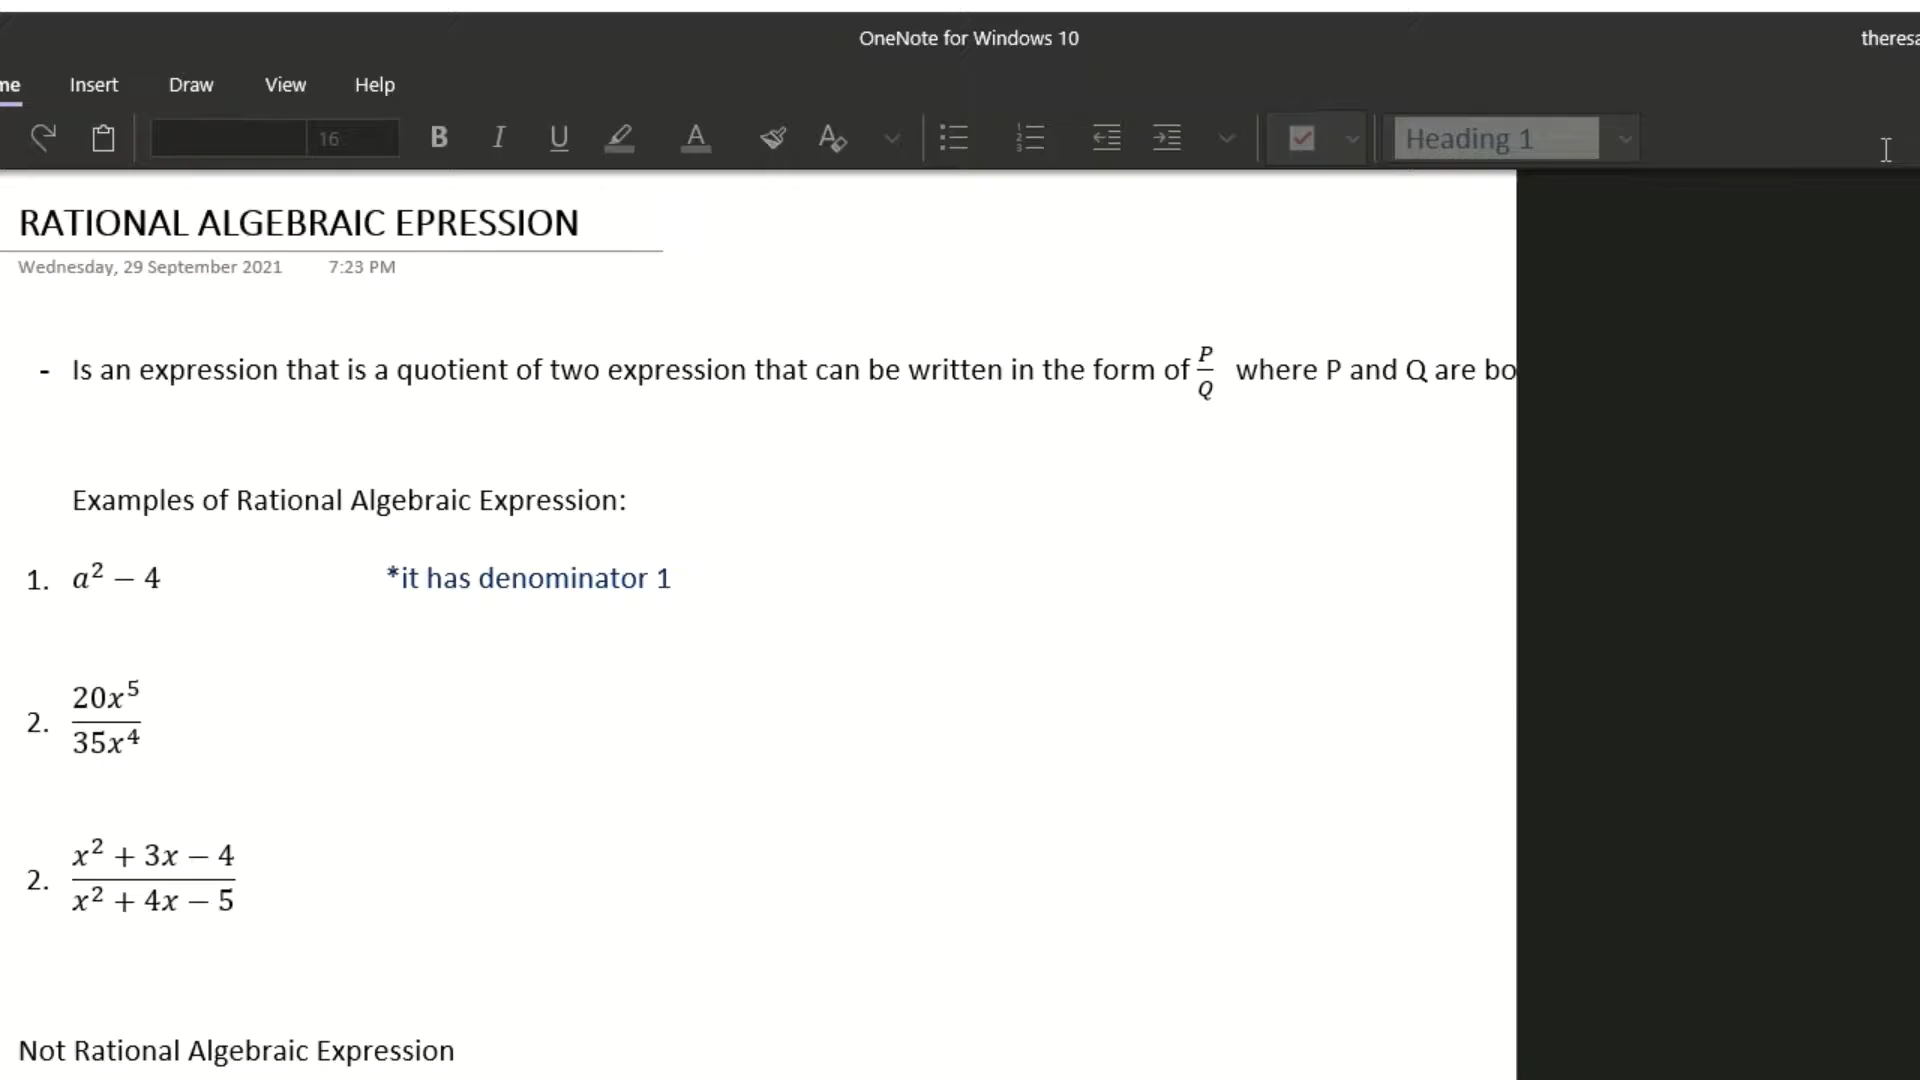 OneNote for Windows 10
theresa
me Insert Draw View Help
16 B I U A A Heading 1
RATIONAL ALGEBRAIC EPRESSION
Wednesday, 29 September 2021 7:23 PM
- Is an expression that is a quotient of two expression that can be written in the form of P/Q where P and Q are bo
Examples of Rational Algebraic Expression:
1. a² − 4 *it has denominator 1
2. 20x⁵/35x⁴
2. x² + 3x − 4/x² + 4x − 5
Not Rational Algebraic Expression